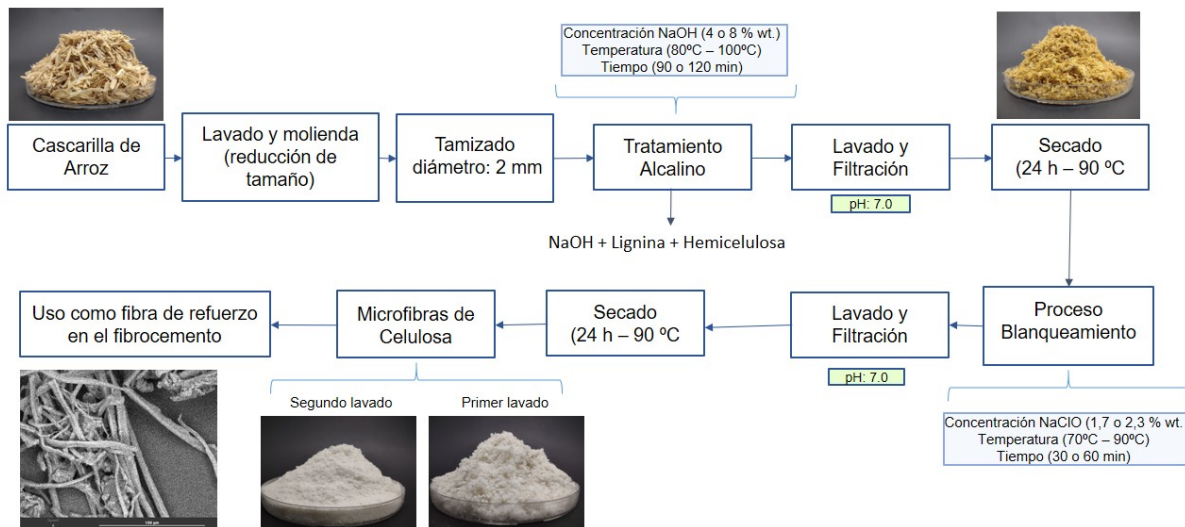 Concentración NaOH (4 o 8 % wt.)
Temperatura (80ºC – 100ºC)
Tiempo (90 o 120 min)
Cascarilla de
Arroz
Lavado y molienda
(reducción de
tamaño)
Tamizado
diámetro: 2 mm
Tratamiento
Alcalino
Lavado y
Filtración
pH: 7.0
Secado
(24 h – 90 ºC
NaOH + Lignina + Hemicelulosa
Proceso
Blanqueamiento
Concentración NaClO (1,7 o 2,3 % wt.
Temperatura (70ºC – 90ºC)
Tiempo (30 o 60 min)
Lavado y
Filtración
pH: 7.0
Secado
(24 h – 90 ºC
Microfibras de
Celulosa
Segundo lavado
Primer lavado
Uso como fibra de refuerzo
en el fibrocemento
100 µm